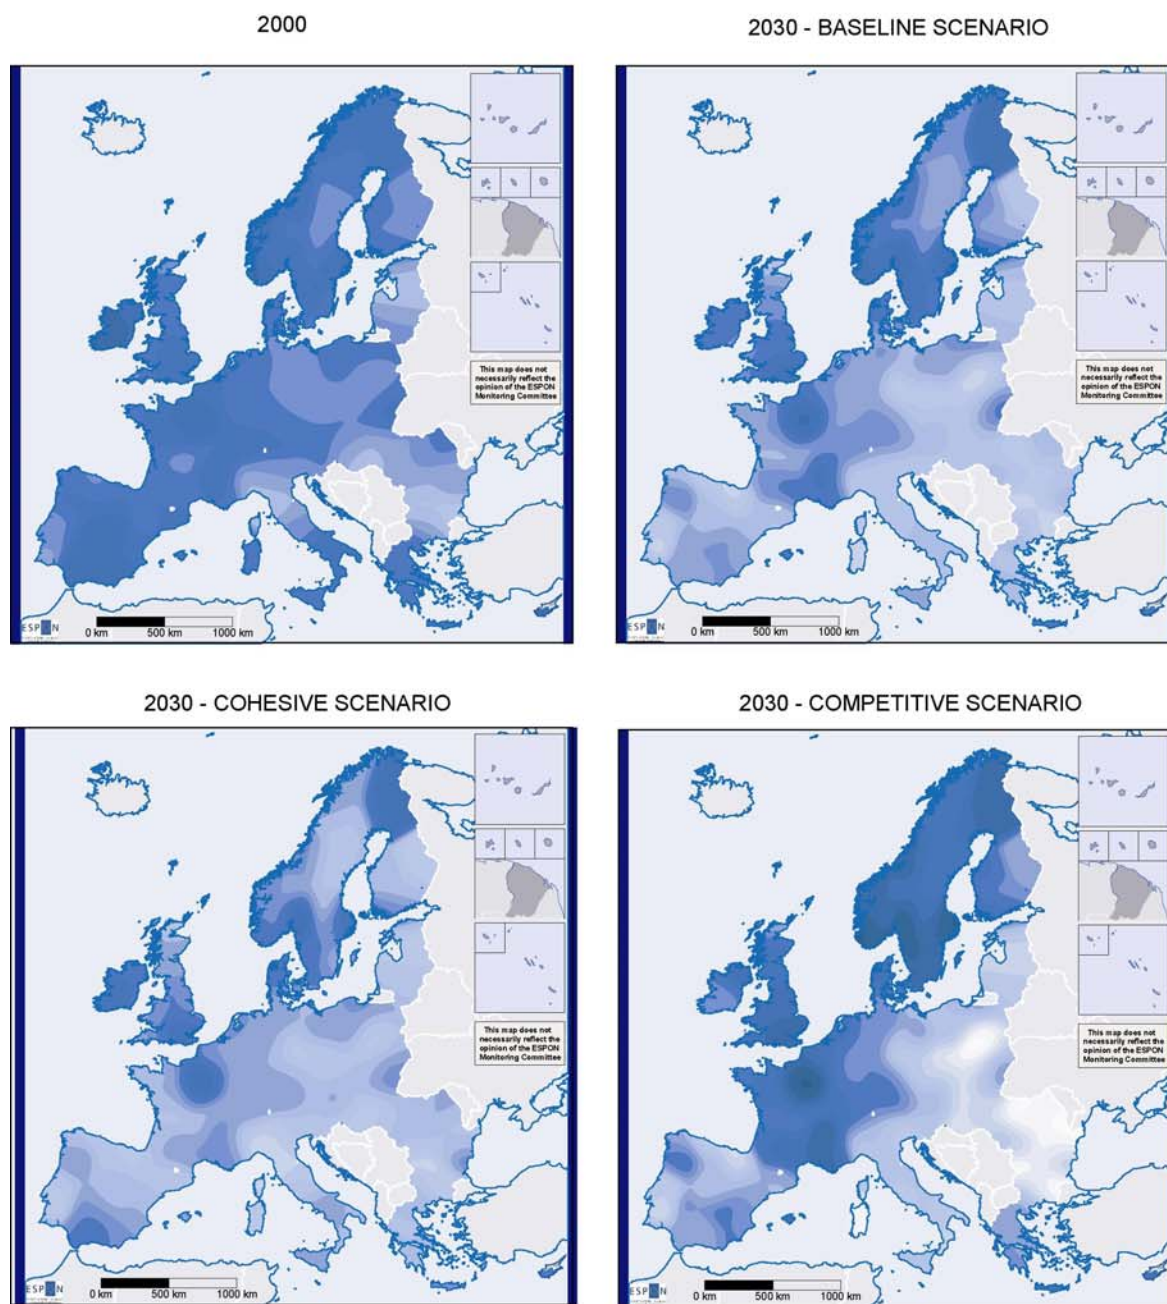 2000
2030 - BASELINE SCENARIO
This map does not
necessarily reflect the
opinion of the ESPON
Monitoring Committee
ESPON
0 km 500 km 1000 km
This map does not
necessarily reflect the
opinion of the ESPON
Monitoring Committee
ESPON
0 km 500 km 1000 km
2030 - COHESIVE SCENARIO
2030 - COMPETITIVE SCENARIO
This map does not
necessarily reflect the
opinion of the ESPON
Monitoring Committee
ESPON
0 km 500 km 1000 km
This map does not
necessarily reflect the
opinion of the ESPON
Monitoring Committee
ESPON
0 km 500 km 1000 km